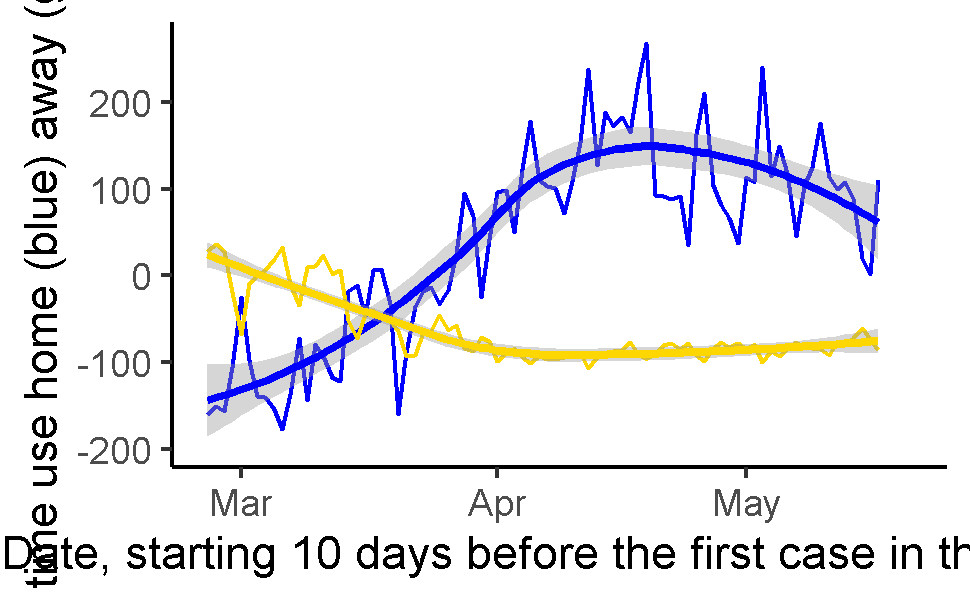 time use home (blue) away (
200
100
0
-100
-200
Mar Apr May
Date, starting 10 days before the first case in th